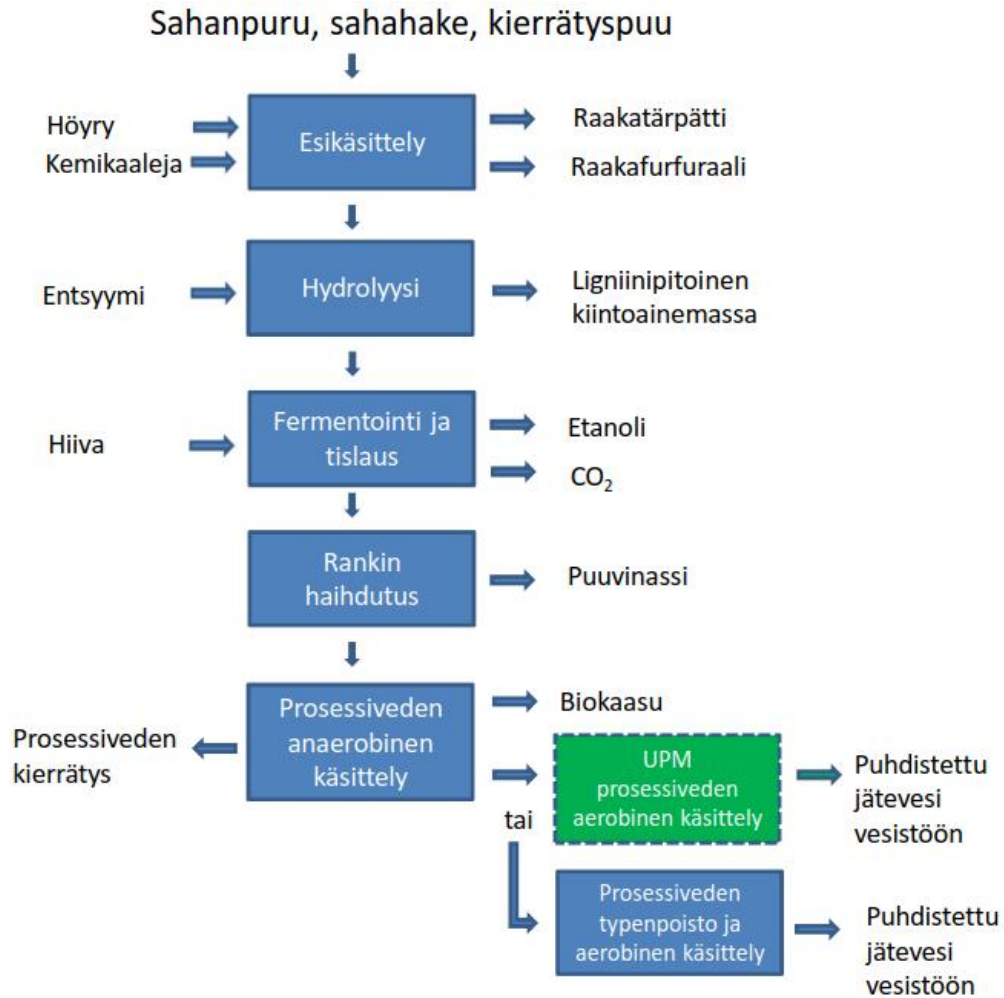 Sahanpuru, sahahake, kierrätyspuu
Höyry
Kemikaaleja
Esikäsittely
Raakatärpätti
Raakafurfuraali
Entsyymi
Hydrolyysi
Ligniinipitoinen
kiintoainemassa
Hiiva
Fermentointi ja
tislaus
Etanoli
CO₂
Rankin
haihdutus
Puuvinassi
Prosessiveden
kierrätys
Prosessiveden
anaerobinen
käsittely
Biokaasu
tai
UPM
prosessiveden
aerobinen käsittely
Puhdistettu
jätevesi
vesistöön
Prosessiveden
typenpoisto ja
aerobinen käsittely
Puhdistettu
jätevesi
vesistöön